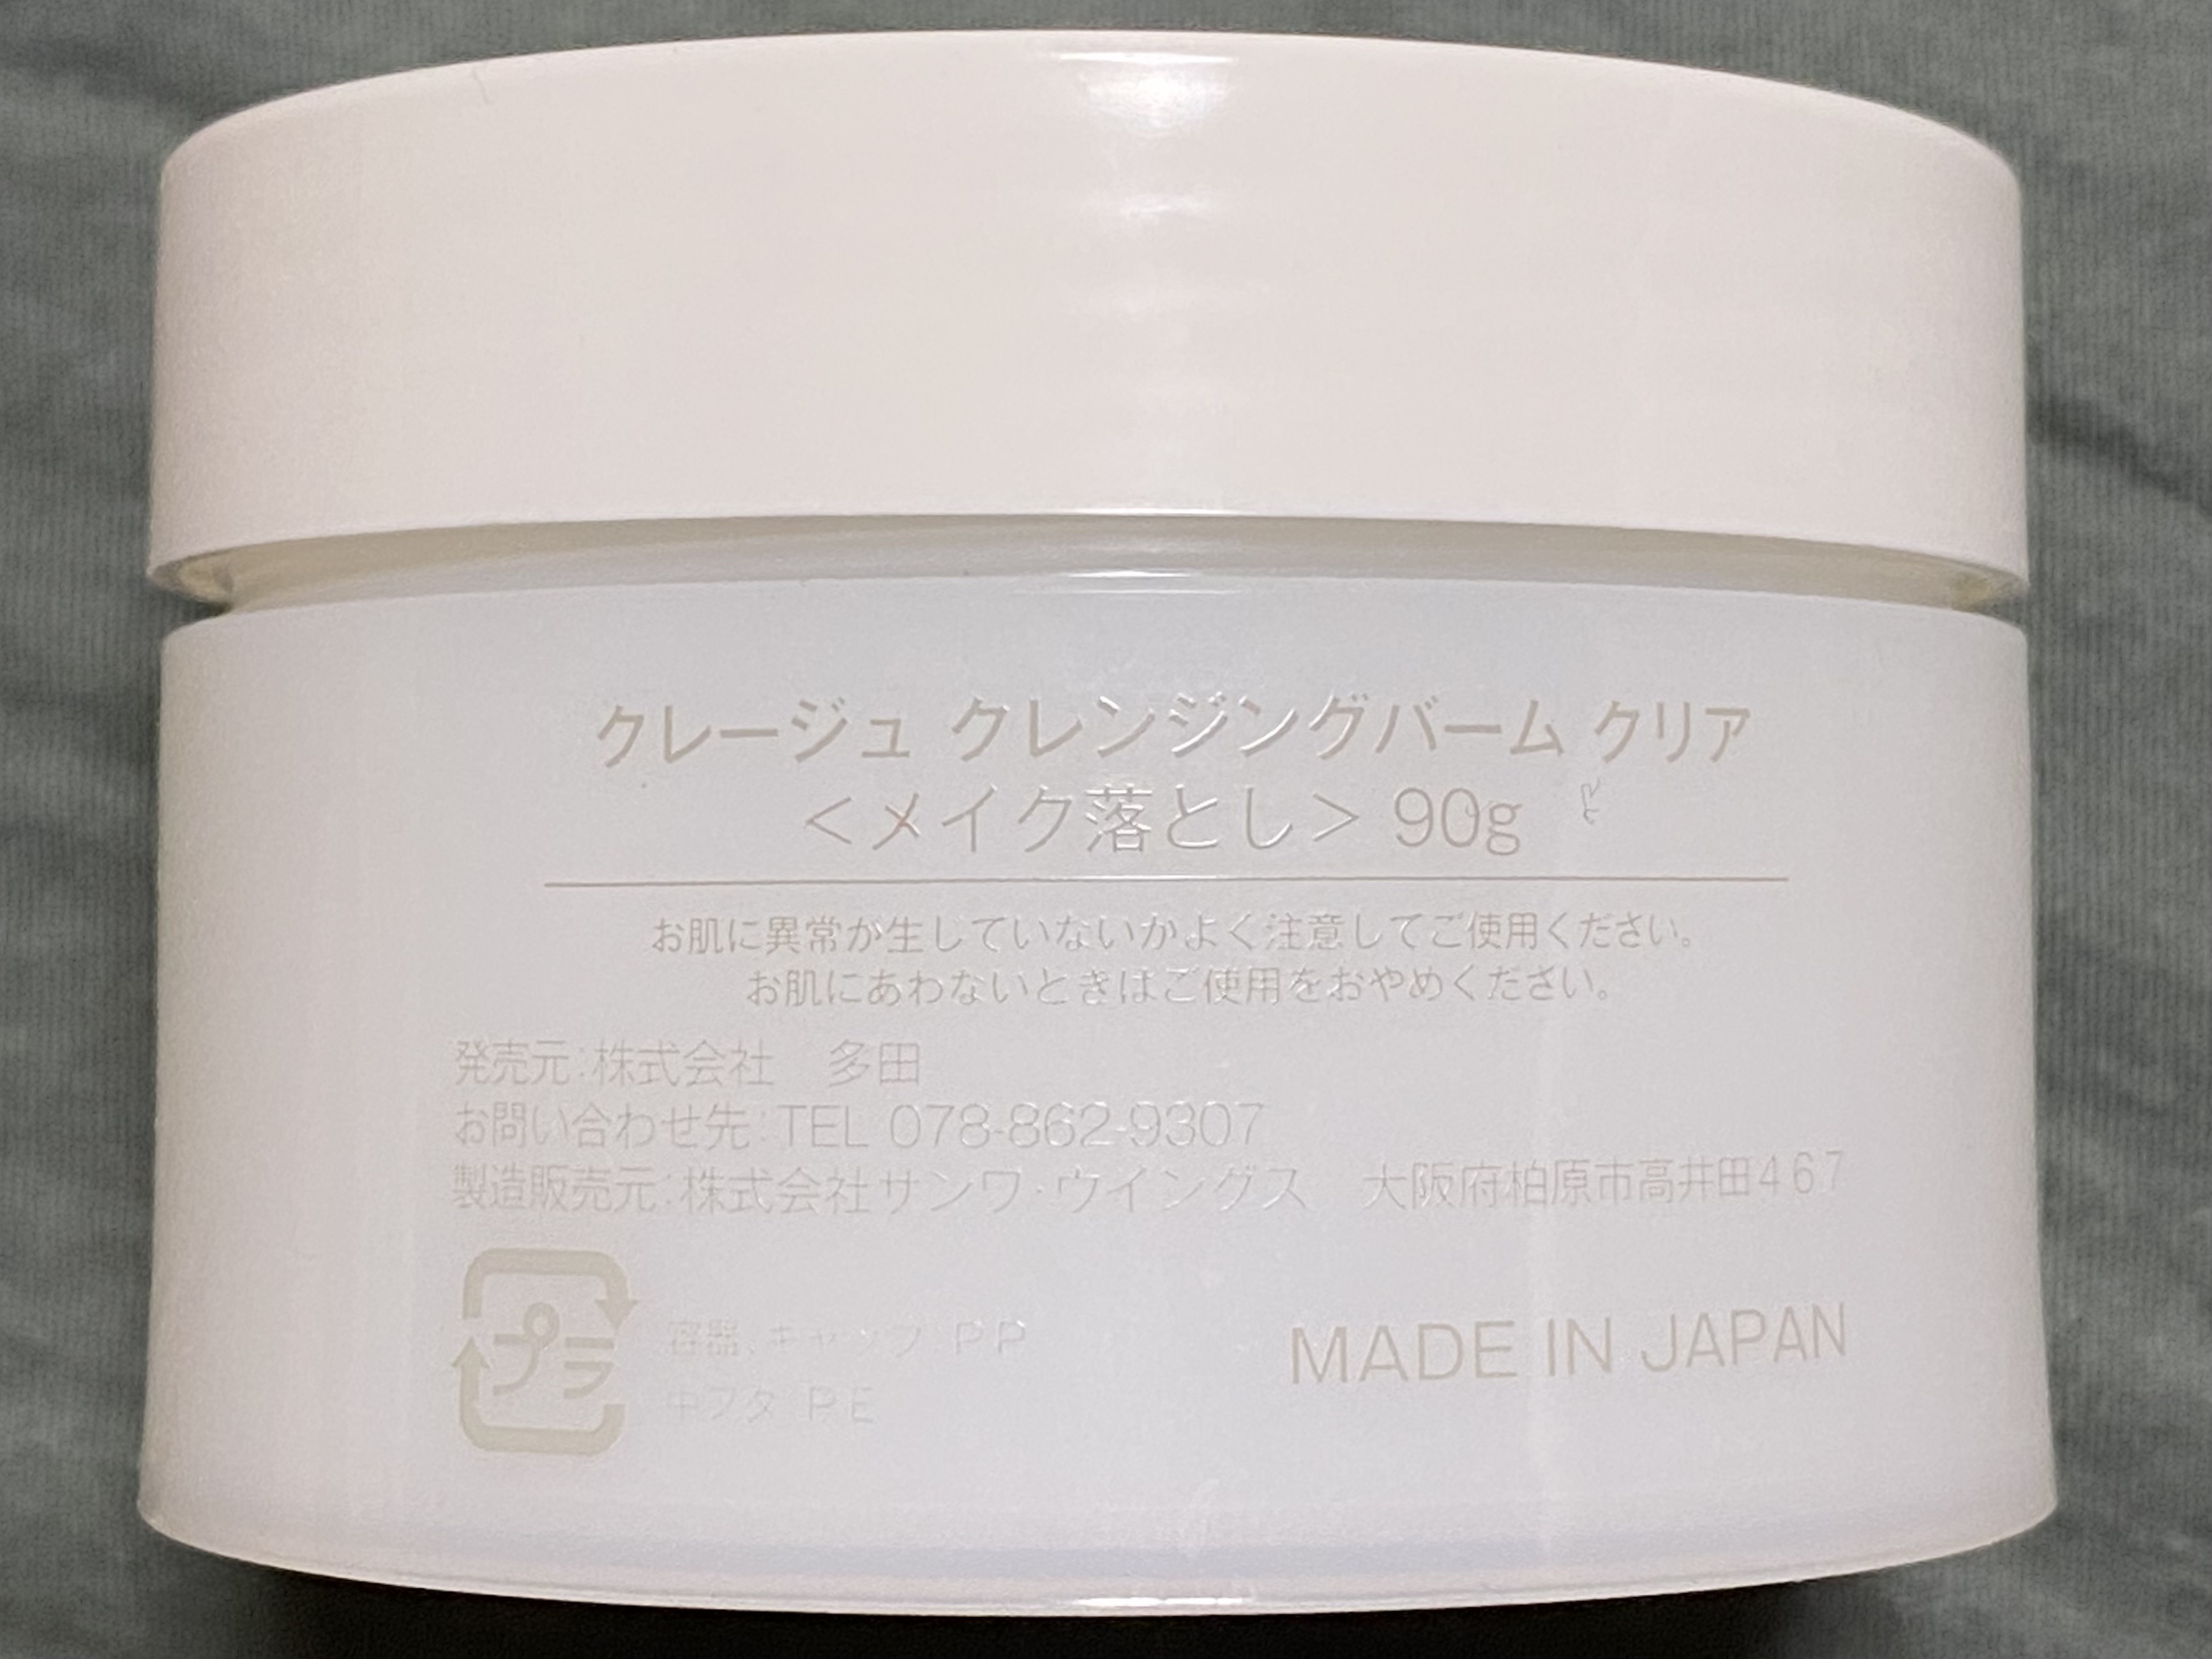 クレージュ クレンジングバーム クリア
＜メイク落とし＞ 90g
お肌に異常が生じていないかよく注意してご使用ください。
お肌にあわないときはご使用をおやめください。
発売元:株式会社　多田
お問い合わせ先:TEL 078-862-9307
製造販売元:株式会社サンワ・ウイングス　大阪府柏原市高井田467
プラ
容器、キャップ:PP
中フタ:PE
MADE IN JAPAN